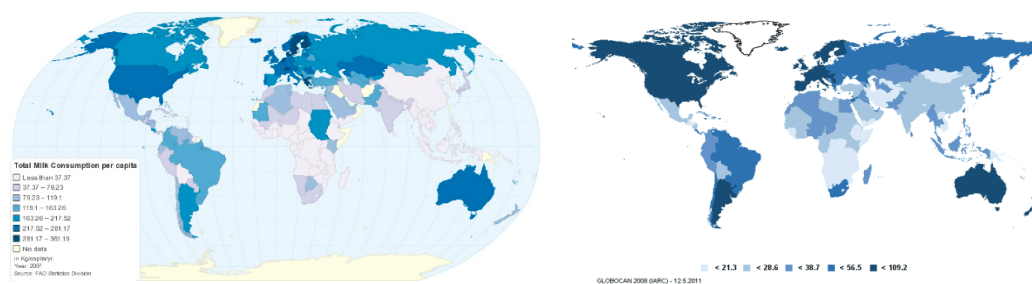 Total Milk Consumption per capita
Less than 37.37
37.37 – 79.23
79.23 – 119.1
119.1 – 163.26
163.26 – 217.52
217.52 – 281.17
281.17 – 361.19
No data
in Kg/capita/yr
Year: 2007
Source: FAO Statistics Division
< 21.3 < 28.6 < 38.7 < 56.5 < 109.2
GLOBOCAN 2008 (IARC) - 12.5.2011